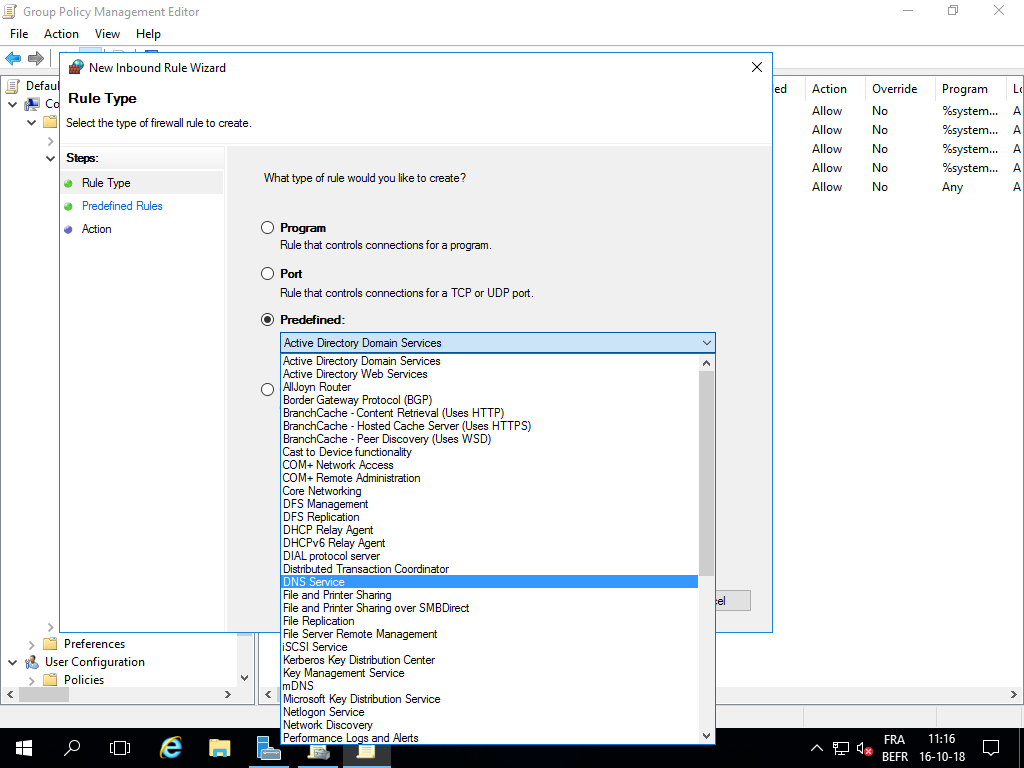 Group Policy Management Editor
File Action View Help
New Inbound Rule Wizard
Rule Type
Select the type of firewall rule to create.
Steps:
Rule Type
Predefined Rules
Action
What type of rule would you like to create?
Program
Rule that controls connections for a program.
Port
Rule that controls connections for a TCP or UDP port.
Predefined:
Active Directory Domain Services
Active Directory Domain Services
Active Directory Web Services
AllJoyn Router
Border Gateway Protocol (BGP)
BranchCache - Content Retrieval (Uses HTTP)
BranchCache - Hosted Cache Server (Uses HTTPS)
BranchCache - Peer Discovery (Uses WSD)
Cast to Device functionality
COM+ Network Access
COM+ Remote Administration
Core Networking
DFS Management
DFS Replication
DHCP Relay Agent
DHCPv6 Relay Agent
DIAL protocol server
Distributed Transaction Coordinator
DNS Service
File and Printer Sharing
File and Printer Sharing over SMBDirect
File Replication
File Server Remote Management
iSCSI Service
Kerberos Key Distribution Center
Key Management Service
mDNS
Microsoft Key Distribution Service
Netlogon Service
Network Discovery
Performance Logs and Alerts
Action Override Program
Allow No %system...
Allow No %system...
Allow No %system...
Allow No %system...
Allow No Any
Preferences
User Configuration
Policies
FRA
BEFR
11:16
16-10-18